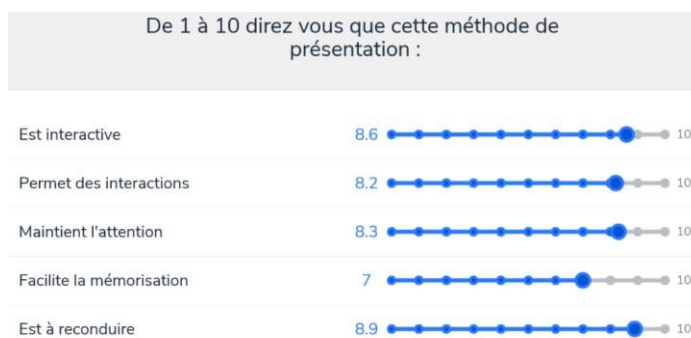 De 1 à 10 direz vous que cette méthode de
présentation :
Est interactive 8.6 10
Permet des interactions 8.2 10
Maintient l'attention 8.3 10
Facilite la mémorisation 7 10
Est à reconduire 8.9 10